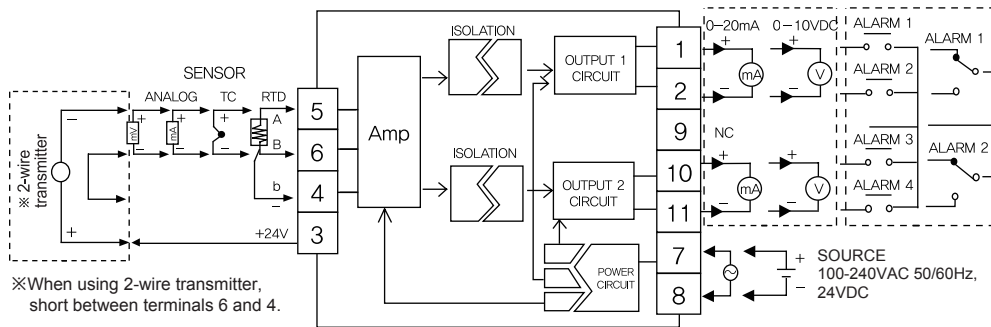 SENSOR
ANALOG
TC
RTD
mV
mA
+
−
+
−
+
−
A
B
b
−
※ 2-wire
transmitter
−
+
+24V
※When using 2-wire transmitter,
short between terminals 6 and 4.
5
6
4
3
Amp
ISOLATION
ISOLATION
OUTPUT 1
CIRCUIT
OUTPUT 2
CIRCUIT
POWER
CIRCUIT
1
2
9
10
11
7
8
0-20mA
0-10VDC
+
−
mA
+
−
V
NC
+
−
mA
+
−
V
ALARM 1
ALARM 2
ALARM 3
ALARM 4
ALARM 1
ALARM 2
+
−
SOURCE
100-240VAC 50/60Hz,
24VDC